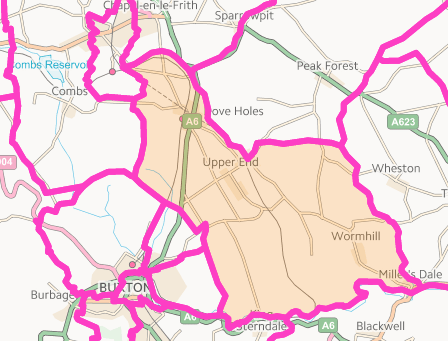 Chapel-en-le-Frith
Sparrowpit
Combs Reservoir
Peak Forest
Combs
Dove Holes
A6
A623
Upper End
Wheston
Wormhill
Miller's Dale
BUXTON
Burbage
A6
Blackwell